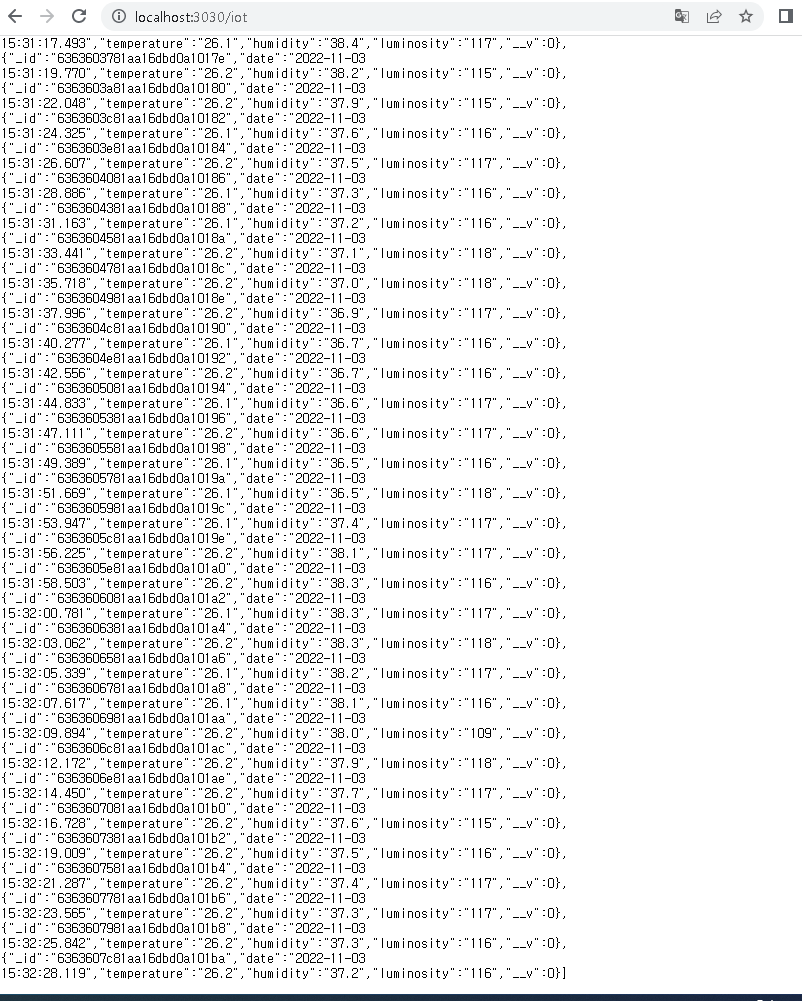 localhost:3030/iot
15:31:17.493","temperature":"26.1","humidity":"38.4","luminosity":"117","__v":0},
{"_id":"6363603781aa16dbd0a1017e","date":"2022-11-03
15:31:19.770","temperature":"26.2","humidity":"38.2","luminosity":"115","__v":0},
{"_id":"6363603a81aa16dbd0a10180","date":"2022-11-03
15:31:22.048","temperature":"26.2","humidity":"37.9","luminosity":"115","__v":0},
{"_id":"6363603c81aa16dbd0a10182","date":"2022-11-03
15:31:24.325","temperature":"26.1","humidity":"37.6","luminosity":"116","__v":0},
{"_id":"6363603e81aa16dbd0a10184","date":"2022-11-03
15:31:26.607","temperature":"26.2","humidity":"37.5","luminosity":"117","__v":0},
{"_id":"6363604081aa16dbd0a10186","date":"2022-11-03
15:31:28.886","temperature":"26.1","humidity":"37.3","luminosity":"116","__v":0},
{"_id":"6363604381aa16dbd0a10188","date":"2022-11-03
15:31:31.163","temperature":"26.1","humidity":"37.2","luminosity":"116","__v":0},
{"_id":"6363604581aa16dbd0a1018a","date":"2022-11-03
15:31:33.441","temperature":"26.2","humidity":"37.1","luminosity":"118","__v":0},
{"_id":"6363604781aa16dbd0a1018c","date":"2022-11-03
15:31:35.718","temperature":"26.2","humidity":"37.0","luminosity":"118","__v":0},
{"_id":"6363604981aa16dbd0a1018e","date":"2022-11-03
15:31:37.996","temperature":"26.2","humidity":"36.9","luminosity":"117","__v":0},
{"_id":"6363604c81aa16dbd0a10190","date":"2022-11-03
15:31:40.277","temperature":"26.1","humidity":"36.7","luminosity":"116","__v":0},
{"_id":"6363604e81aa16dbd0a10192","date":"2022-11-03
15:31:42.556","temperature":"26.2","humidity":"36.7","luminosity":"116","__v":0},
{"_id":"6363605081aa16dbd0a10194","date":"2022-11-03
15:31:44.833","temperature":"26.1","humidity":"36.6","luminosity":"117","__v":0},
{"_id":"6363605381aa16dbd0a10196","date":"2022-11-03
15:31:47.111","temperature":"26.2","humidity":"36.6","luminosity":"117","__v":0},
{"_id":"6363605581aa16dbd0a10198","date":"2022-11-03
15:31:49.389","temperature":"26.1","humidity":"36.5","luminosity":"116","__v":0},
{"_id":"6363605781aa16dbd0a1019a","date":"2022-11-03
15:31:51.669","temperature":"26.1","humidity":"36.5","luminosity":"118","__v":0},
{"_id":"6363605981aa16dbd0a1019c","date":"2022-11-03
15:31:53.947","temperature":"26.1","humidity":"37.4","luminosity":"117","__v":0},
{"_id":"6363605c81aa16dbd0a1019e","date":"2022-11-03
15:31:56.225","temperature":"26.2","humidity":"38.1","luminosity":"117","__v":0},
{"_id":"6363605e81aa16dbd0a101a0","date":"2022-11-03
15:31:58.503","temperature":"26.2","humidity":"38.3","luminosity":"116","__v":0},
{"_id":"6363606081aa16dbd0a101a2","date":"2022-11-03
15:32:00.781","temperature":"26.1","humidity":"38.3","luminosity":"117","__v":0},
{"_id":"6363606381aa16dbd0a101a4","date":"2022-11-03
15:32:03.062","temperature":"26.2","humidity":"38.3","luminosity":"118","__v":0},
{"_id":"6363606581aa16dbd0a101a6","date":"2022-11-03
15:32:05.339","temperature":"26.1","humidity":"38.2","luminosity":"117","__v":0},
{"_id":"6363606781aa16dbd0a101a8","date":"2022-11-03
15:32:07.617","temperature":"26.1","humidity":"38.1","luminosity":"116","__v":0},
{"_id":"6363606981aa16dbd0a101aa","date":"2022-11-03
15:32:09.894","temperature":"26.2","humidity":"38.0","luminosity":"109","__v":0},
{"_id":"6363606c81aa16dbd0a101ac","date":"2022-11-03
15:32:12.172","temperature":"26.2","humidity":"37.9","luminosity":"118","__v":0},
{"_id":"6363606e81aa16dbd0a101ae","date":"2022-11-03
15:32:14.450","temperature":"26.2","humidity":"37.7","luminosity":"117","__v":0},
{"_id":"6363607081aa16dbd0a101b0","date":"2022-11-03
15:32:16.728","temperature":"26.2","humidity":"37.6","luminosity":"115","__v":0},
{"_id":"6363607381aa16dbd0a101b2","date":"2022-11-03
15:32:19.009","temperature":"26.2","humidity":"37.5","luminosity":"116","__v":0},
{"_id":"6363607581aa16dbd0a101b4","date":"2022-11-03
15:32:21.287","temperature":"26.2","humidity":"37.4","luminosity":"117","__v":0},
{"_id":"6363607781aa16dbd0a101b6","date":"2022-11-03
15:32:23.565","temperature":"26.2","humidity":"37.3","luminosity":"117","__v":0},
{"_id":"6363607981aa16dbd0a101b8","date":"2022-11-03
15:32:25.842","temperature":"26.2","humidity":"37.3","luminosity":"116","__v":0},
{"_id":"6363607c81aa16dbd0a101ba","date":"2022-11-03
15:32:28.119","temperature":"26.2","humidity":"37.2","luminosity":"116","__v":0}]